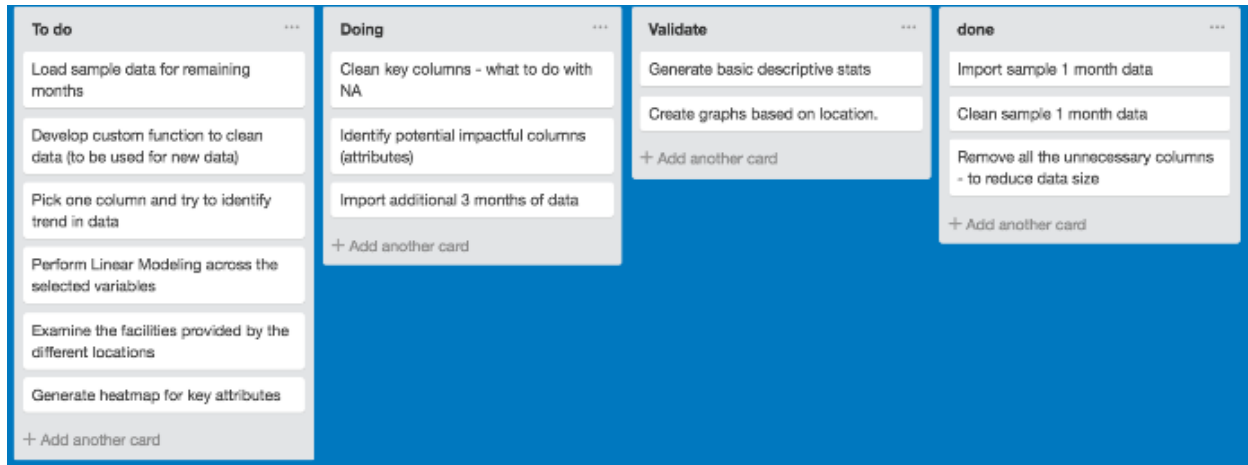 To do
Load sample data for remaining
months
Develop custom function to clean
data (to be used for new data)
Pick one column and try to identify
trend in data
Perform Linear Modeling across the
selected variables
Examine the facilities provided by the
different locations
Generate heatmap for key attributes
+ Add another card
Doing
Clean key columns - what to do with
NA
Identify potential impactful columns
(attributes)
Import additional 3 months of data
+ Add another card
Validate
Generate basic descriptive stats
Create graphs based on location.
+ Add another card
done
Import sample 1 month data
Clean sample 1 month data
Remove all the unnecessary columns
- to reduce data size
+ Add another card